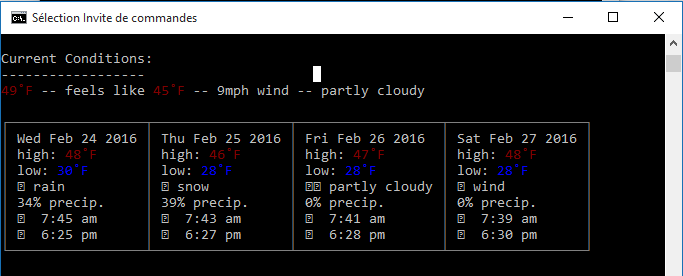 Sélection Invite de commandes
Current Conditions:
------------------
49°F -- feels like 45°F -- 9mph wind -- partly cloudy
Wed Feb 24 2016 Thu Feb 25 2016 Fri Feb 26 2016 Sat Feb 27 2016
high: 48°F high: 46°F high: 47°F high: 48°F
low: 30°F low: 28°F low: 28°F low: 28°F
rain snow partly cloudy wind
34% precip. 39% precip. 0% precip. 0% precip.
7:45 am 7:43 am 7:41 am 7:39 am
6:25 pm 6:27 pm 6:28 pm 6:30 pm